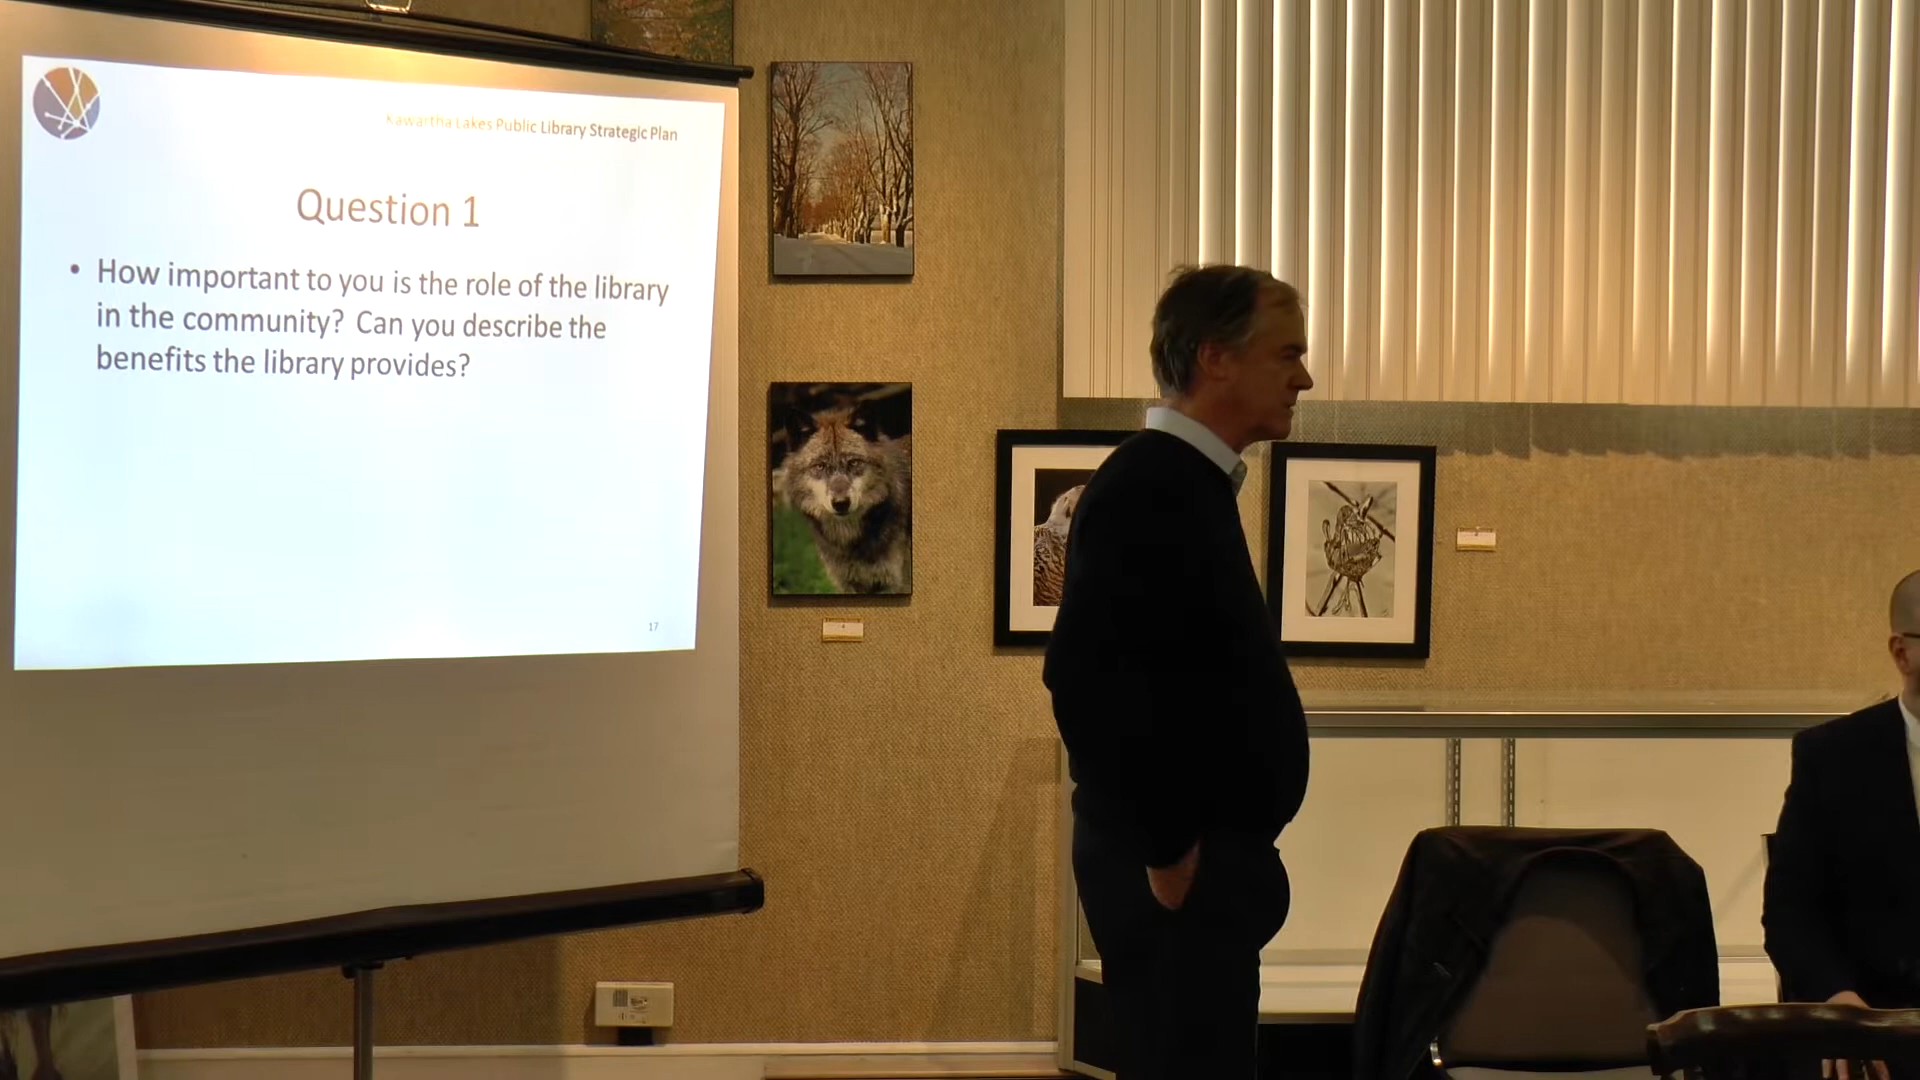 Kawartha Lakes Public Library Strategic Plan
Question 1
• How important to you is the role of the library
in the community? Can you describe the
benefits the library provides?
17